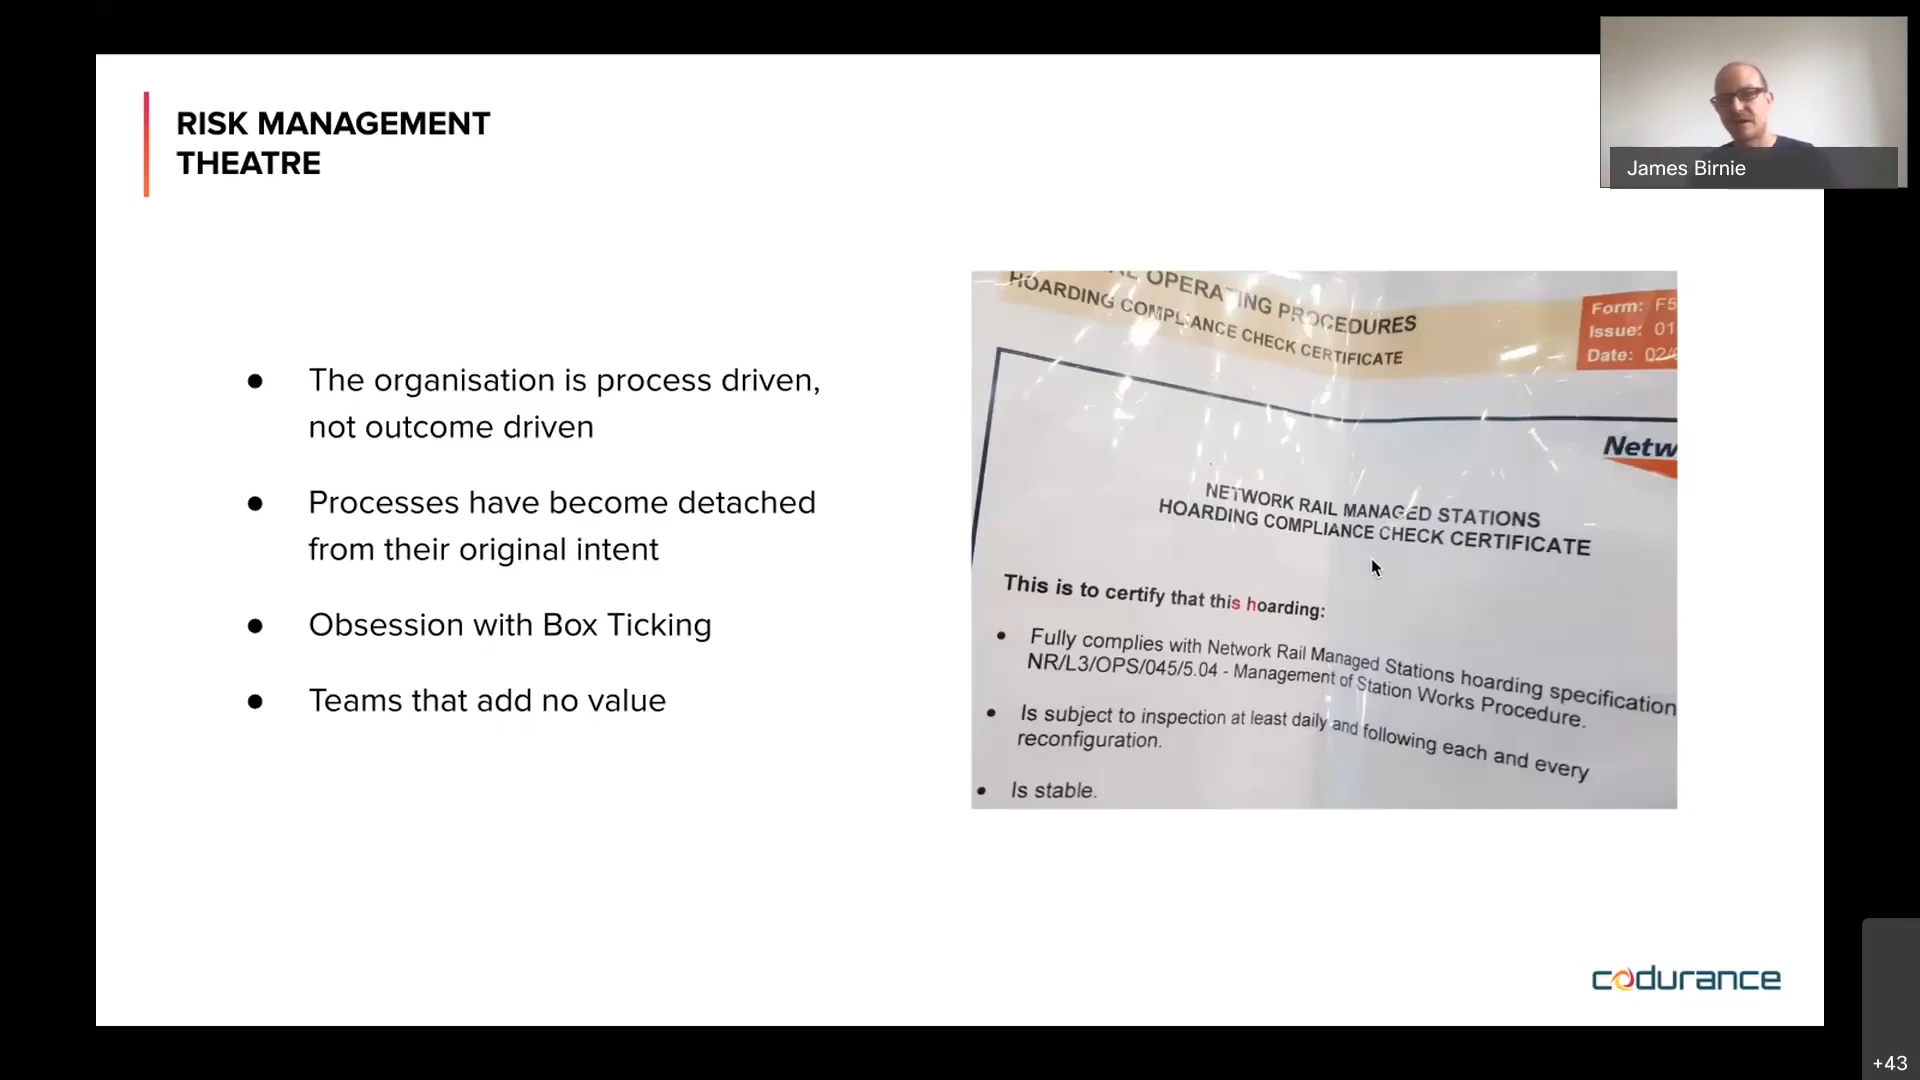 RISK MANAGEMENT
THEATRE
James Birnie
● The organisation is process driven,
not outcome driven
● Processes have become detached
from their original intent
● Obsession with Box Ticking
● Teams that add no value
OPERATING PROCEDURES
HOARDING COMPLIANCE CHECK CERTIFICATE
Form: F5
Issue: 01
Date: 02/
Netw
NETWORK RAIL MANAGED STATIONS
HOARDING COMPLIANCE CHECK CERTIFICATE
This is to certify that this hoarding:
• Fully complies with Network Rail Managed Stations hoarding specification
NR/L3/OPS/045/5.04 - Management of Station Works Procedure.
• Is subject to inspection at least daily and following each and every
reconfiguration.
• Is stable.
codurance
+43